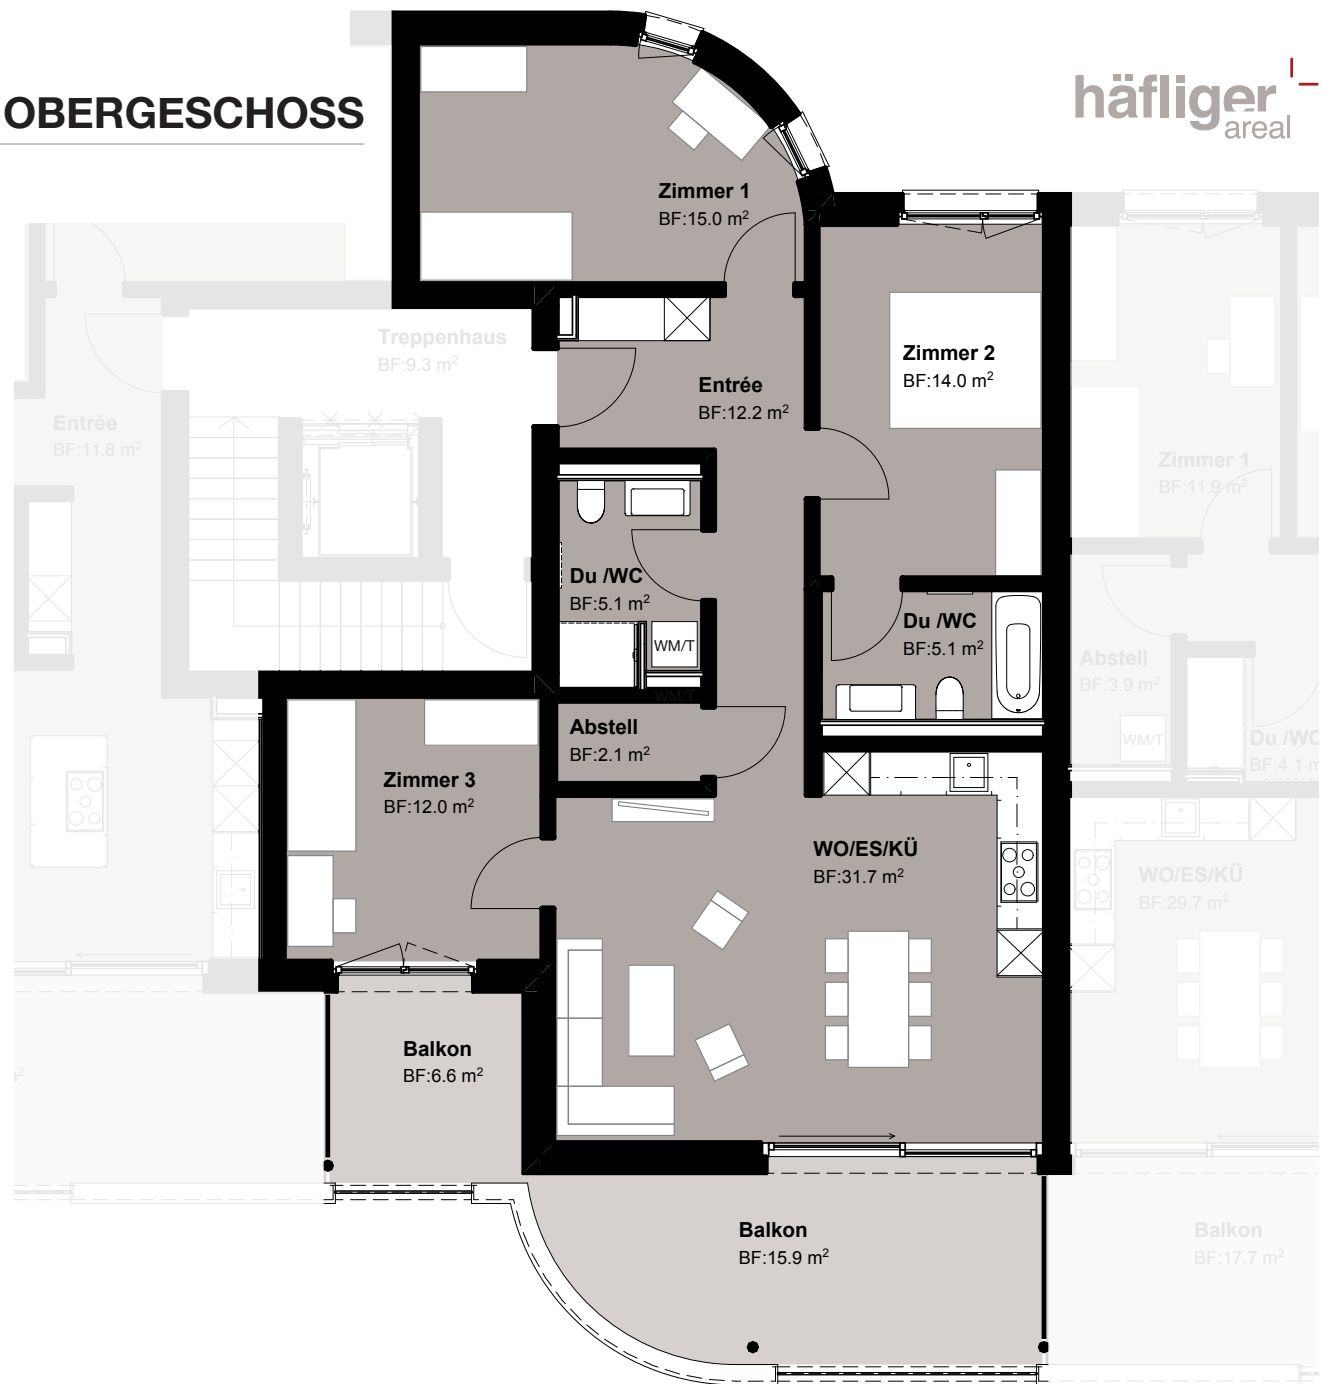 OBERGESCHOSS
häfliger
areal
Zimmer 1
BF:15.0 m²
Treppenhaus
BF:9.3 m²
Zimmer 2
BF:14.0 m²
Entrée
BF:12.2 m²
Entrée
BF:11.8 m²
Zimmer 1
BF:11.9 m²
Du /WC
BF:5.1 m²
WM/T
WM/T
Du /WC
BF:5.1 m²
Abstell
BF:3.9 m²
WM/T
Du /WC
BF:4.1 m
Abstell
BF:2.1 m²
Zimmer 3
BF:12.0 m²
WO/ES/KÜ
BF:31.7 m²
WO/ES/KÜ
BF:29.7 m²
Balkon
BF:6.6 m²
²
Balkon
BF:15.9 m²
Balkon
BF:17.7 m²